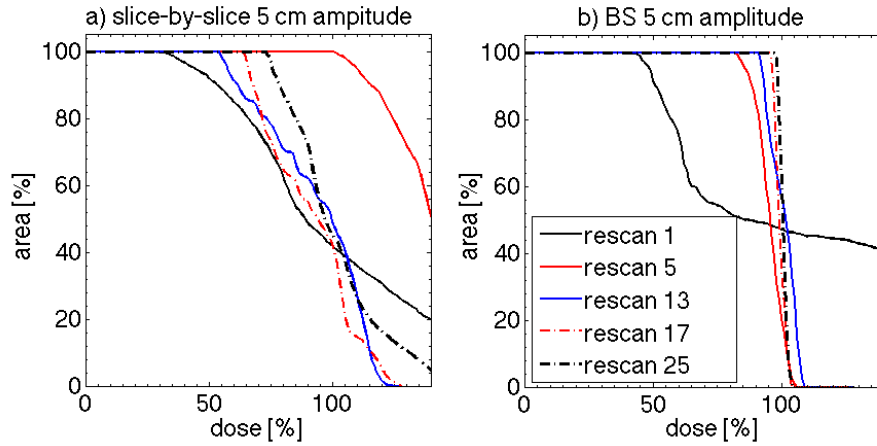 a) slice-by-slice 5 cm ampitude
100
80
60
40
20
0
area [%]
0
50
100
dose [%]
b) BS 5 cm amplitude
100
80
60
40
20
0
area [%]
0
50
100
dose [%]
rescan 1
rescan 5
rescan 13
rescan 17
rescan 25